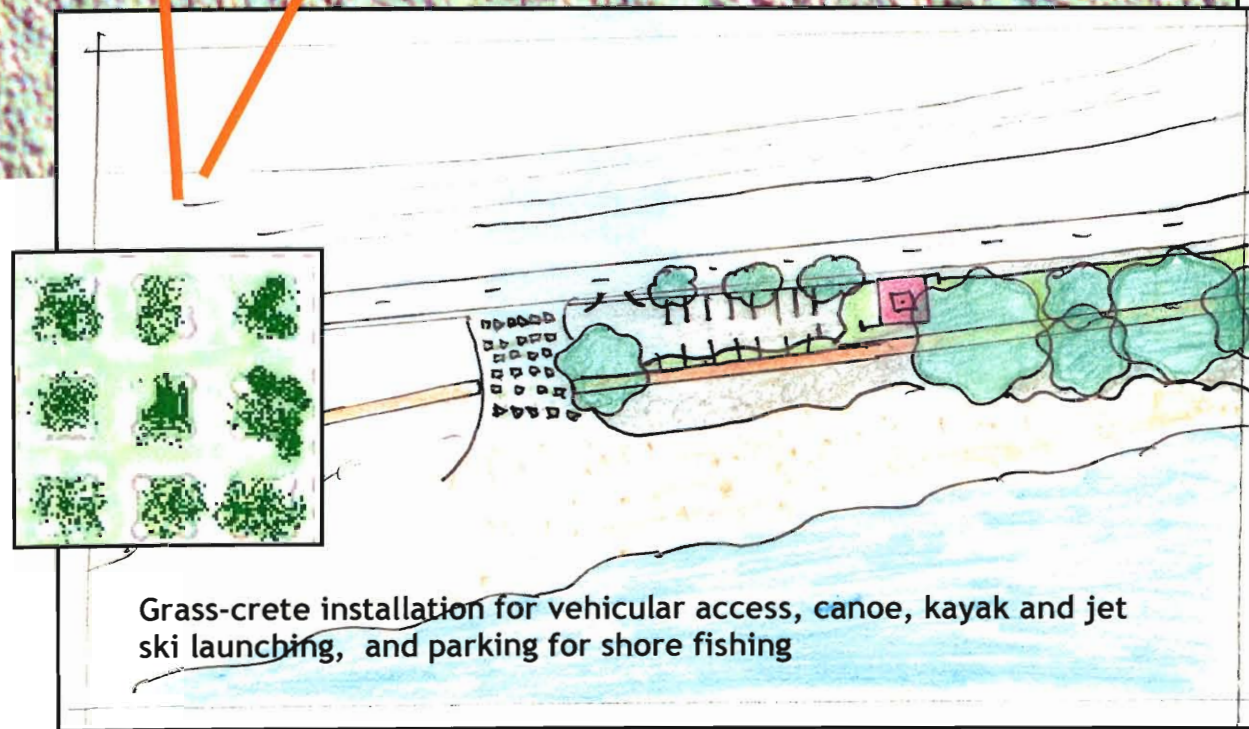 Grass-crete installation for vehicular access, canoe, kayak and jet
ski launching, and parking for shore fishing